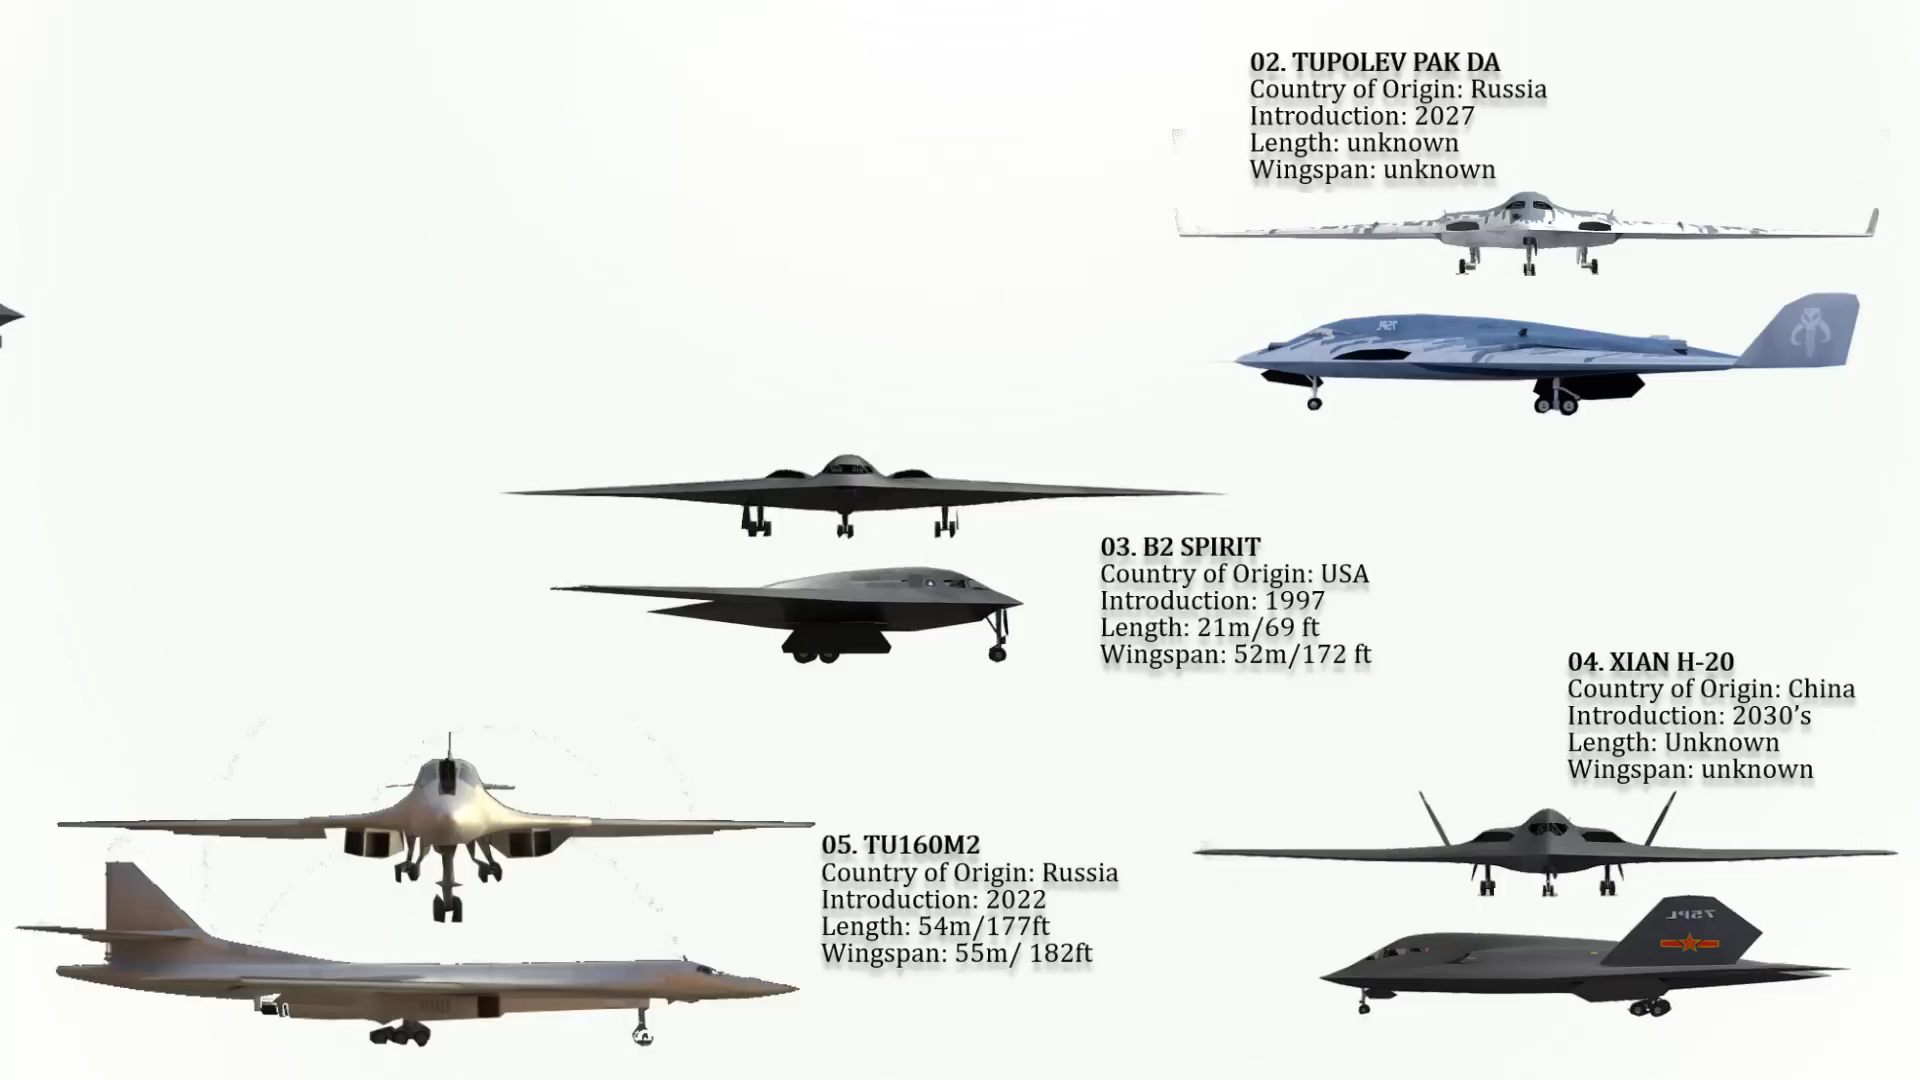 02. TUPOLEV PAK DA
Country of Origin: Russia
Introduction: 2027
Length: unknown
Wingspan: unknown
75PL
03. B2 SPIRIT
Country of Origin: USA
Introduction: 1997
Length: 21m/69 ft
Wingspan: 52m/172 ft
04. XIAN H-20
Country of Origin: China
Introduction: 2030's
Length: Unknown
Wingspan: unknown
75PL
05. TU160M2
Country of Origin: Russia
Introduction: 2022
Length: 54m/177ft
Wingspan: 55m/ 182ft